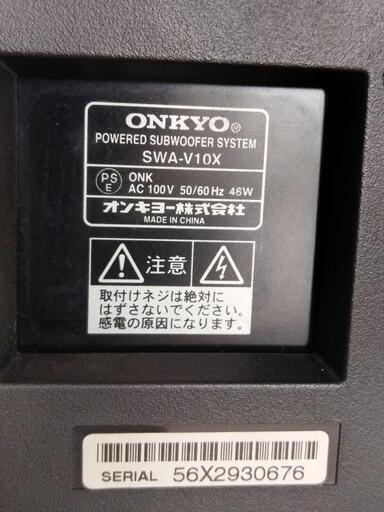 ONKYO®
POWERED SUBWOOFER SYSTEM
SWA-V10X
PS
E
ONK
AC 100V 50/60Hz 46W
オンキヨー株式会社
MADE IN CHINA
注意
取付けネジは絶対に
はずさないでください。
感電の原因になります。
SERIAL 56X2930676